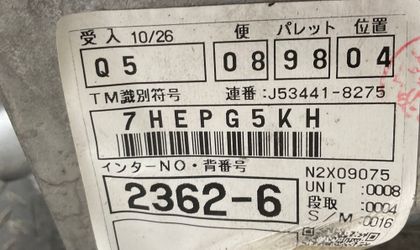 受入 10/26 便 パレット 位置
Q5 08 98 04
TM識別符号 連番:J53441-8275
7HEPG5KH
インターNO・背番号 N2X09075
2362-6 UNIT :0008
段取 :0004
S/M :0016